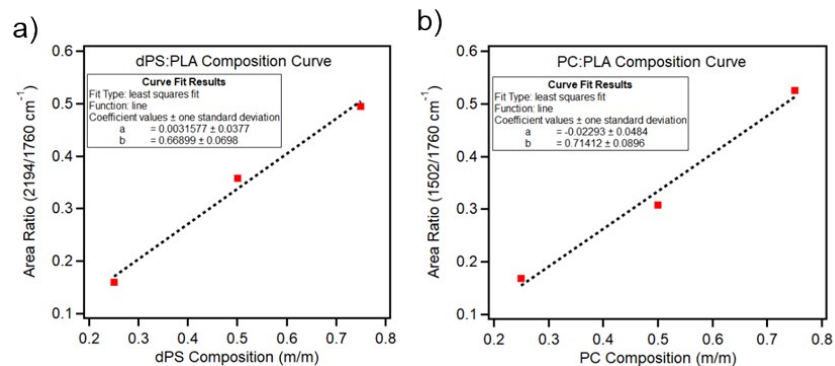 a)
dPS:PLA Composition Curve
Curve Fit Results
Fit Type: least squares fit
Function: line
Coefficient values ± one standard deviation
a = 0.0031577 ± 0.0377
b = 0.66899 ± 0.0698
Area Ratio (2194/1760 cm⁻¹)
0.6
0.5
0.4
0.3
0.2
0.1
0.2 0.3 0.4 0.5 0.6 0.7 0.8
dPS Composition (m/m)
b)
PC:PLA Composition Curve
Curve Fit Results
Fit Type: least squares fit
Function: line
Coefficient values ± one standard deviation
a = -0.02293 ± 0.0484
b = 0.71412 ± 0.0896
Area Ratio (1502/1760 cm⁻¹)
0.6
0.5
0.4
0.3
0.2
0.1
0.2 0.3 0.4 0.5 0.6 0.7 0.8
PC Composition (m/m)